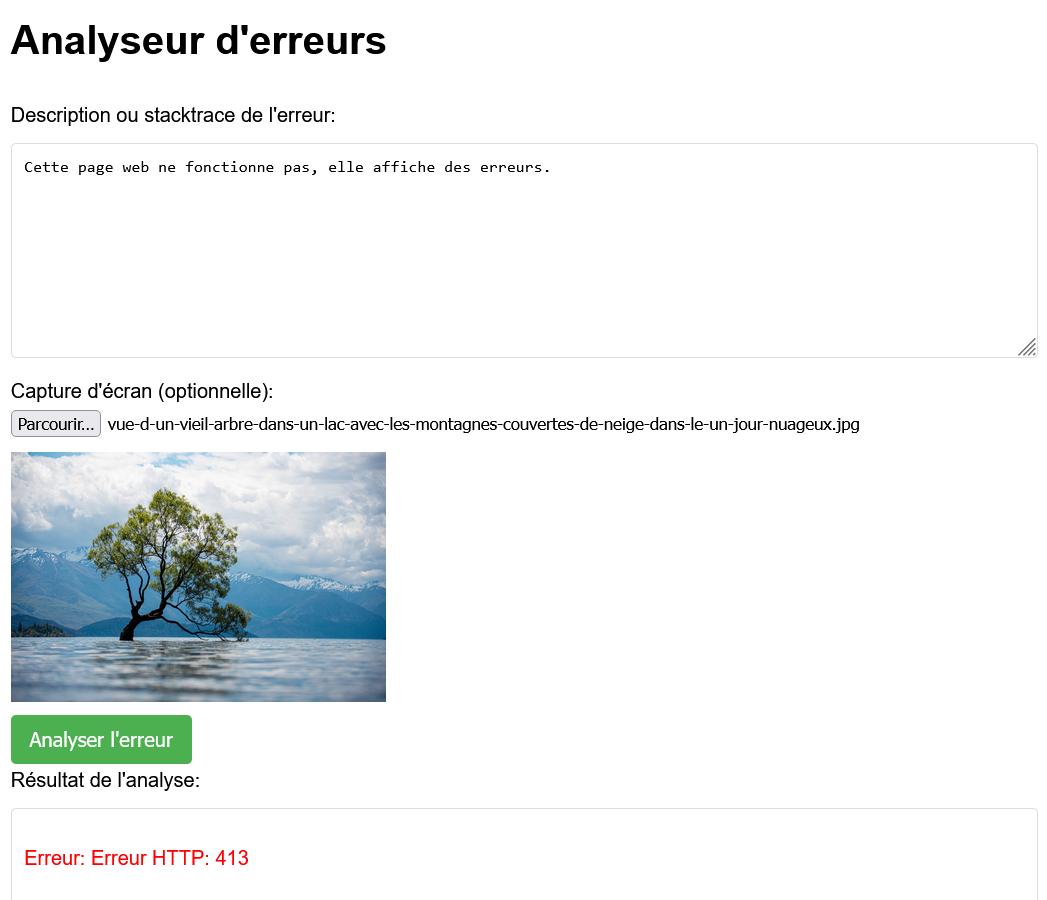 Analyseur d'erreurs
Description ou stacktrace de l'erreur:
Cette page web ne fonctionne pas, elle affiche des erreurs.
Capture d'écran (optionnelle):
Parcourir... vue-d-un-vieil-arbre-dans-un-lac-avec-les-montagnes-couvertes-de-neige-dans-le-un-jour-nuageux.jpg
Analyser l'erreur
Résultat de l'analyse:
Erreur: Erreur HTTP: 413